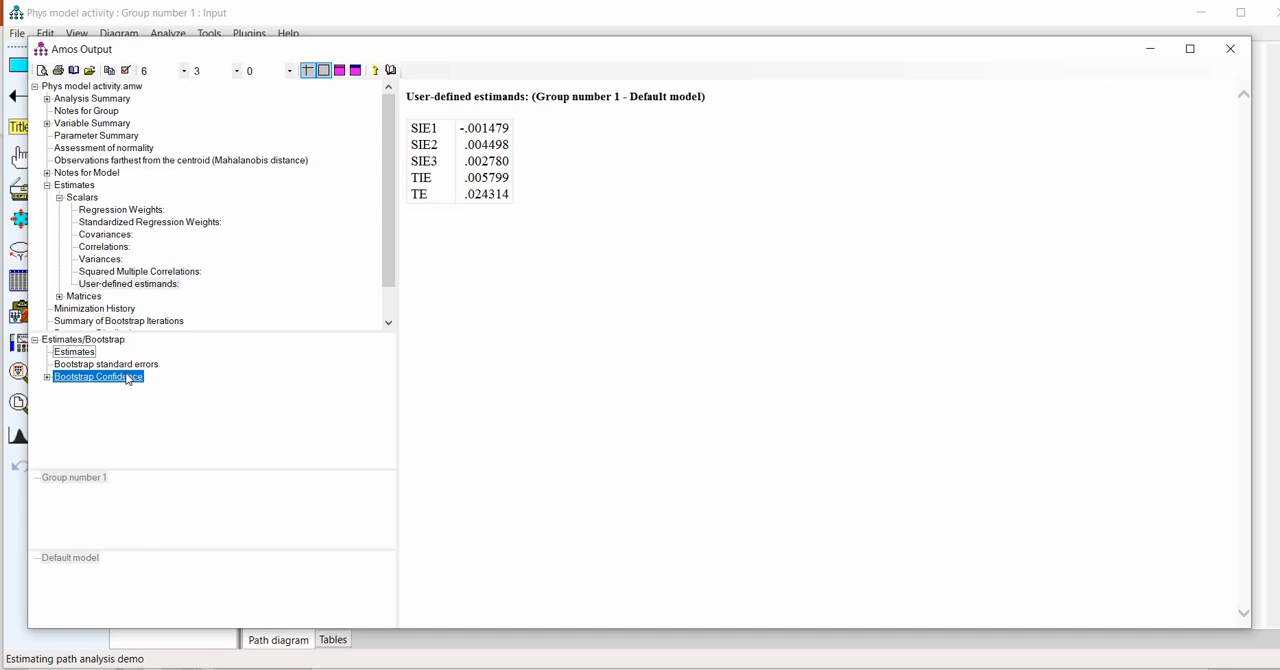 Phys model activity : Group number 1 : Input
File Edit View Diagram Analyze Tools Plugins Help
Amos Output
6 3 0
Title
Phys model activity.amw
Analysis Summary
Notes for Group
Variable Summary
Parameter Summary
Assessment of normality
Observations farthest from the centroid (Mahalanobis distance)
Notes for Model
Estimates
Scalars
Regression Weights:
Standardized Regression Weights:
Covariances:
Correlations:
Variances:
Squared Multiple Correlations:
User-defined estimands:
Matrices
Minimization History
Summary of Bootstrap Iterations
Estimates/Bootstrap
Estimates
Bootstrap standard errors
Bootstrap Confidence
Group number 1
Default model
User-defined estimands: (Group number 1 - Default model)
SIE1 -.001479
SIE2 .004498
SIE3 .002780
TIE .005799
TE .024314
Path diagram Tables
Estimating path analysis demo